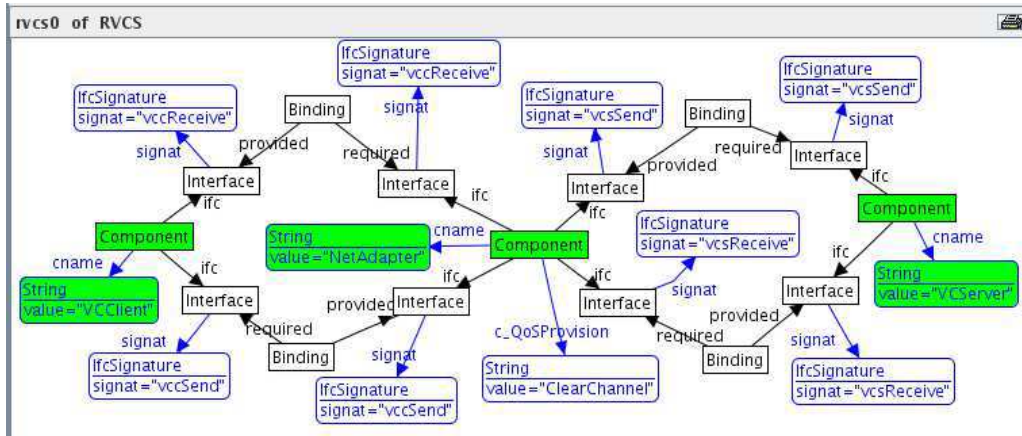 rvcs0 of RVCS
IfcSignature
signat="vccReceive"
IfcSignature
signat="vccReceive"
IfcSignature
signat="vcsSend"
IfcSignature
signat="vcsSend"
signat
Binding
signat
signat
Binding
signat
provided
required
provided
required
Interface
Interface
Interface
Interface
ifc
ifc
ifc
ifc
Component
String
value="NetAdapter"
cname
Component
IfcSignature
signat="vcsReceive"
Component
cname
ifc
ifc
ifc
ifc
cname
String
value="VCClient"
Interface
provided
Interface
Interface
signat
provided
Interface
String
value="VCServer"
signat
required
Binding
signat
c_QoSProvision
required
Binding
signat
IfcSignature
signat="vccSend"
IfcSignature
signat="vccSend"
String
value="ClearChannel"
IfcSignature
signat="vcsReceive"